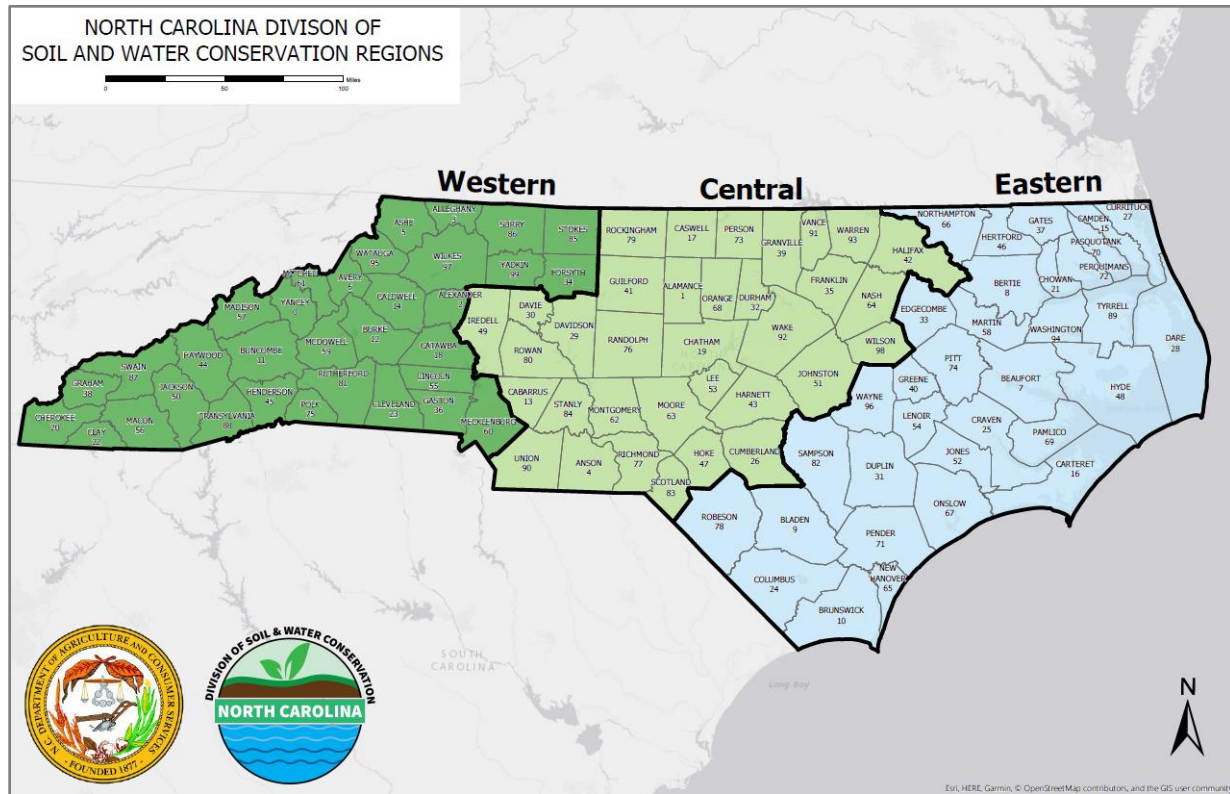 NORTH CAROLINA DIVISON OF
SOIL AND WATER CONSERVATION REGIONS
Miles
0 50 100
Western
Central
Eastern
ALLEGHANY
3
ASHE
5
SURRY
86
STOKES
85
WATAUGA
95
WILKES
97
YADKIN
99
FORSYTH
34
MITCHELL
61
AVERY
6
CALDWELL
14
ALEXANDER
2
MADISON
57
YANCEY
0
BURKE
12
CATAWBA
18
SWAIN
87
HAYWOOD
44
BUNCOMBE
11
MCDOWELL
59
RUTHERFORD
81
LINCOLN
55
GRAHAM
38
JACKSON
50
HENDERSON
45
POLK
75
CLEVELAND
23
GASTON
36
CHEROKEE
20
CLAY
22
MACON
56
TRANSYLVANIA
88
MECKLENBURG
60
ROCKINGHAM
79
CASWELL
17
PERSON
73
GRANVILLE
39
VANCE
91
WARREN
93
HALIFAX
42
GUILFORD
41
ALAMANCE
1
ORANGE
68
DURHAM
32
FRANKLIN
35
NASH
64
IREDELL
49
DAVIE
30
DAVIDSON
29
RANDOLPH
76
CHATHAM
19
WAKE
92
WILSON
98
ROWAN
80
LEE
53
JOHNSTON
51
CABARRUS
13
STANLY
84
MONTGOMERY
62
MOORE
63
HARNETT
43
UNION
90
ANSON
4
RICHMOND
77
HOKE
47
CUMBERLAND
26
SCOTLAND
83
NORTHAMPTON
66
HERTFORD
46
GATES
37
CAMDEN
15
CURRITUCK
27
PASQUOTANK
70
PERQUIMANS
72
BERTIE
8
CHOWAN
21
EDGECOMBE
33
MARTIN
58
WASHINGTON
94
TYRRELL
89
DARE
28
PITT
74
BEAUFORT
7
HYDE
48
GREENE
40
WAYNE
96
LENOIR
54
CRAVEN
25
PAMLICO
69
SAMPSON
82
DUPLIN
31
JONES
52
CARTERET
16
ONSLOW
67
ROBESON
78
BLADEN
9
PENDER
71
NEW
HANOVER
65
COLUMBUS
24
BRUNSWICK
10
SOUTH
CAROLINA
Long Bay
N.C. DEPARTMENT OF AGRICULTURE AND CONSUMER SERVICES
- FOUNDED 1877 -
DIVISION OF SOIL & WATER CONSERVATION
NORTH CAROLINA
N
Esri, HERE, Garmin, © OpenStreetMap contributors, and the GIS user community